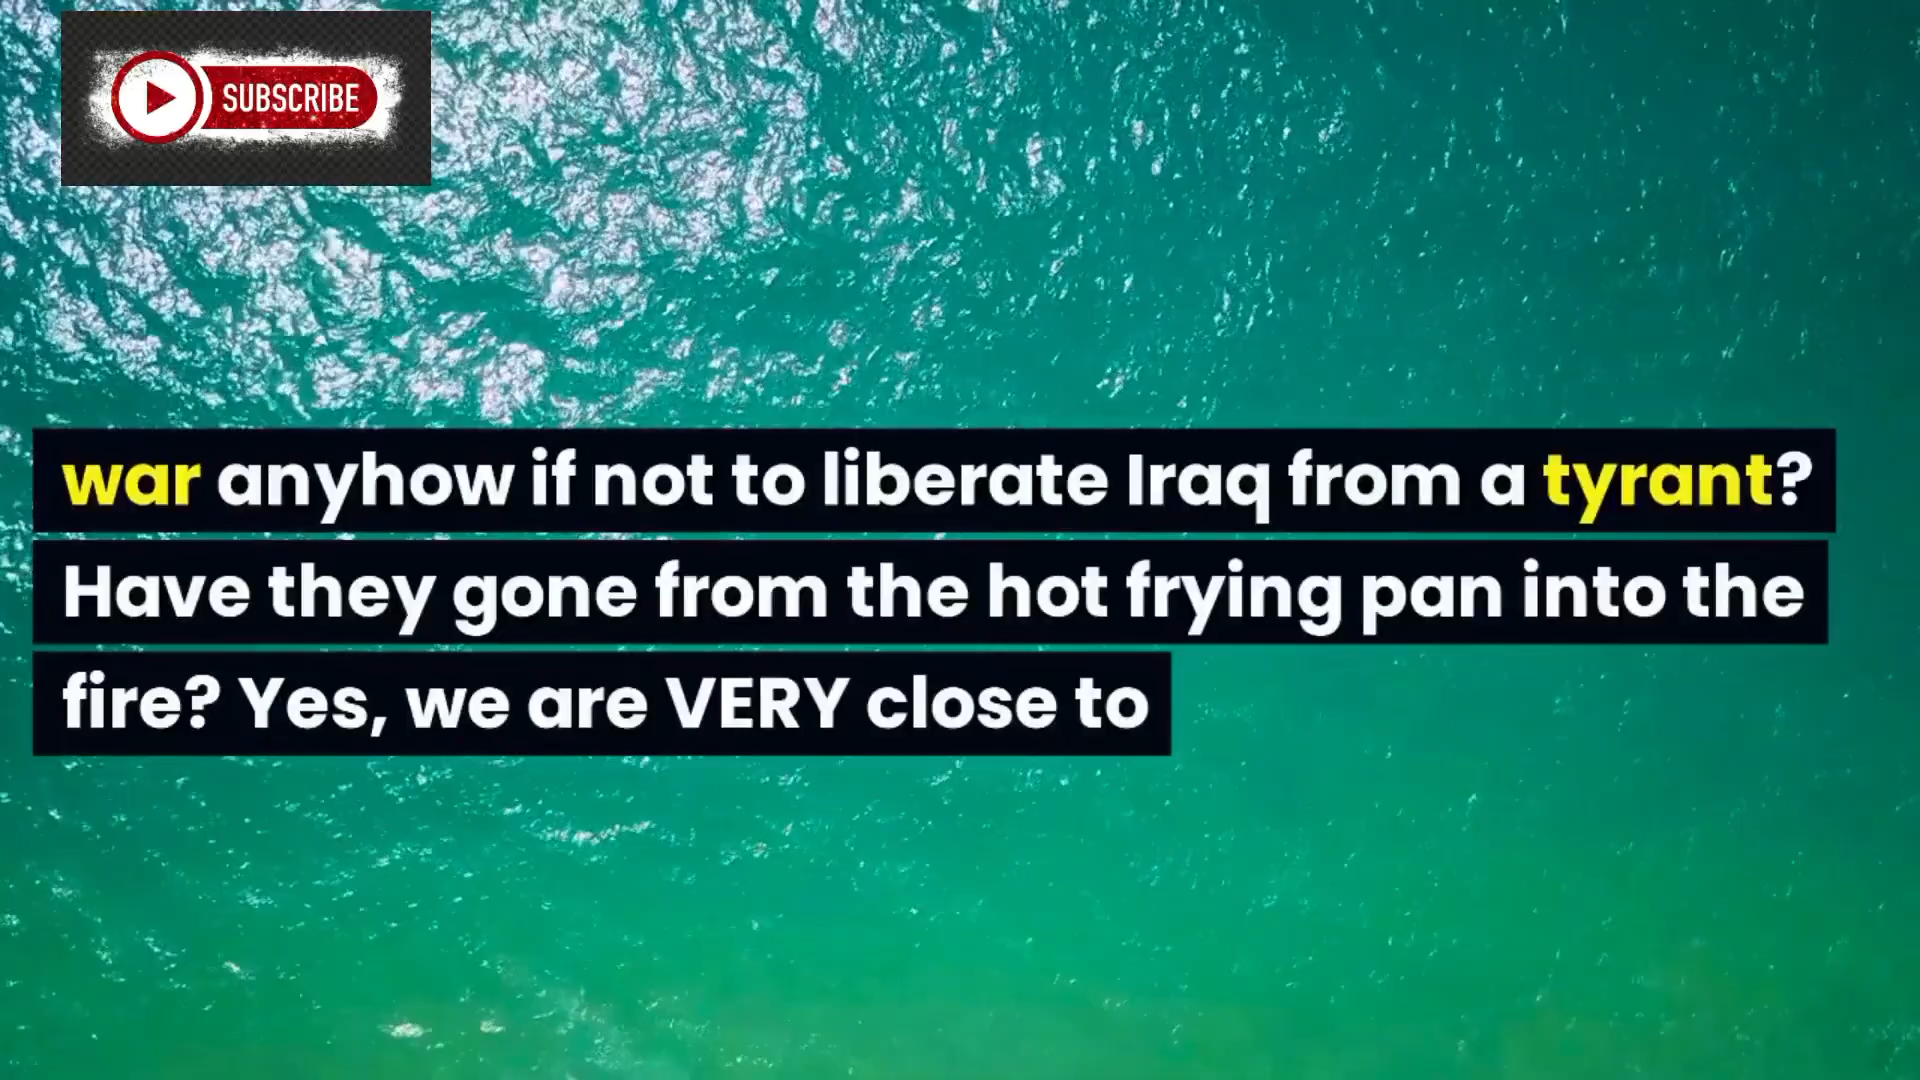 SUBSCRIBE
war anyhow if not to liberate Iraq from a tyrant?
Have they gone from the hot frying pan into the
fire? Yes, we are VERY close to